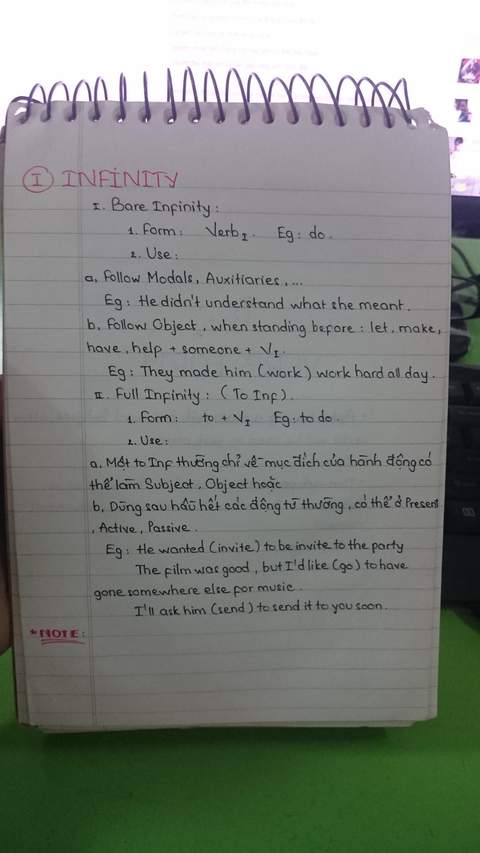 I INFINITY
I. Bare Infinity :
1. Form : Verb I. Eg : do.
2. Use :
a. Follow Modals, Auxitiaries, ...
Eg : He didn't understand what she meant.
b. Follow Object, when standing before : let, make,
have, help + someone + VI.
Eg : They made him (work) work hard all day.
II. Full Infinity : (To Inf).
1. Form : to + VI Eg : to do.
2. Use :
a. Một to Inf thường chỉ về mục đích của hành động có
thể làm Subject, Object hoặc
b. Dùng sau hầu hết các động từ thường, có thể ở Present
, Active, Passive.
Eg : He wanted (invite) to be invite to the party
The film was good, but I'd like (go) to have
gone somewhere else for music.
I'll ask him (send) to send it to you soon.
*NOTE :